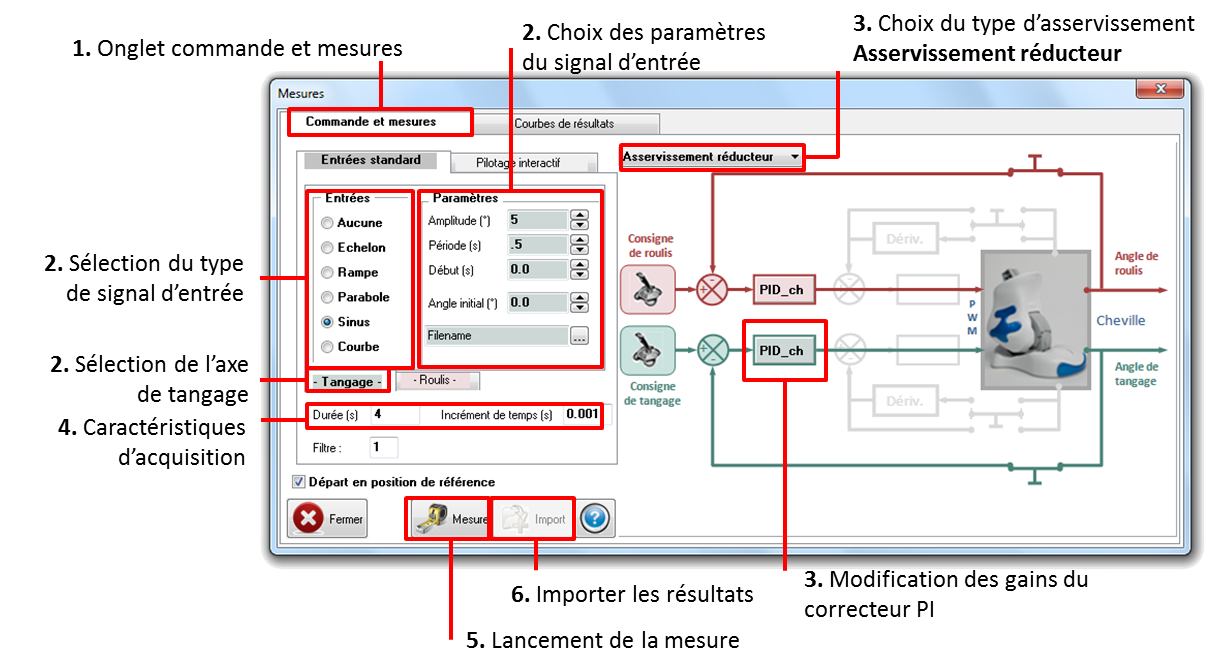 1. Onglet commande et mesures
2. Choix des paramètres
du signal d'entrée
3. Choix du type d'asservissement
Asservissement réducteur
Mesures
Commande et mesures
Courbes de résultats
Entrées standard
Pilotage interactif
Asservissement réducteur
Entrées
Aucune
Echelon
Rampe
Parabole
Sinus
Courbe
Paramètres
Amplitude (°) 5
Période (s) .5
Début (s) 0.0
Angle initial (°) 0.0
Filename
...
- Tangage -
- Roulis -
Durée (s) 4
Incrément de temps (s) 0.001
Filtre : 1
Départ en position de référence
Fermer
Mesure
Import
?
Consigne
de roulis
+
-
PID_ch
Dériv.
P
W
M
Angle de
roulis
Cheville
Consigne
de tangage
+
-
PID_ch
Dériv.
Angle de
tangage
2. Sélection du type
de signal d'entrée
2. Sélection de l'axe
de tangage
4. Caractéristiques
d'acquisition
6. Importer les résultats
5. Lancement de la mesure
3. Modification des gains du
correcteur PI